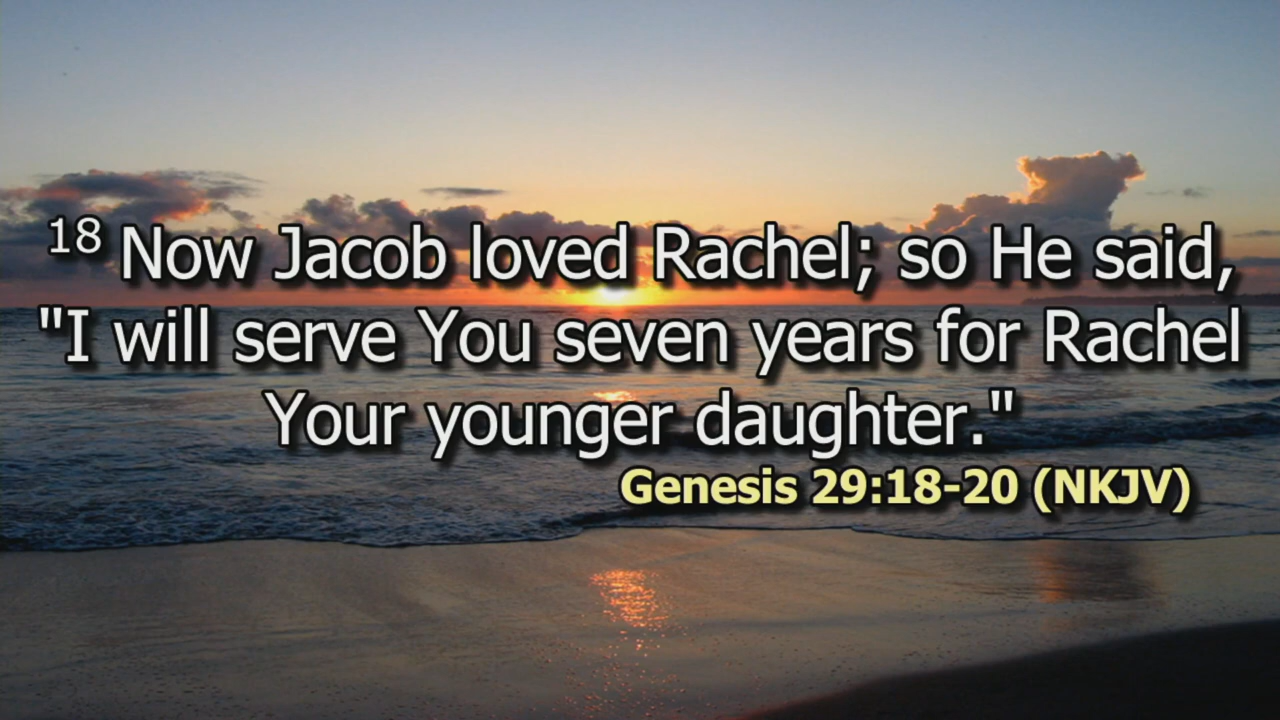 18 Now Jacob loved Rachel; so He said,
"I will serve You seven years for Rachel
Your younger daughter."
Genesis 29:18-20 (NKJV)